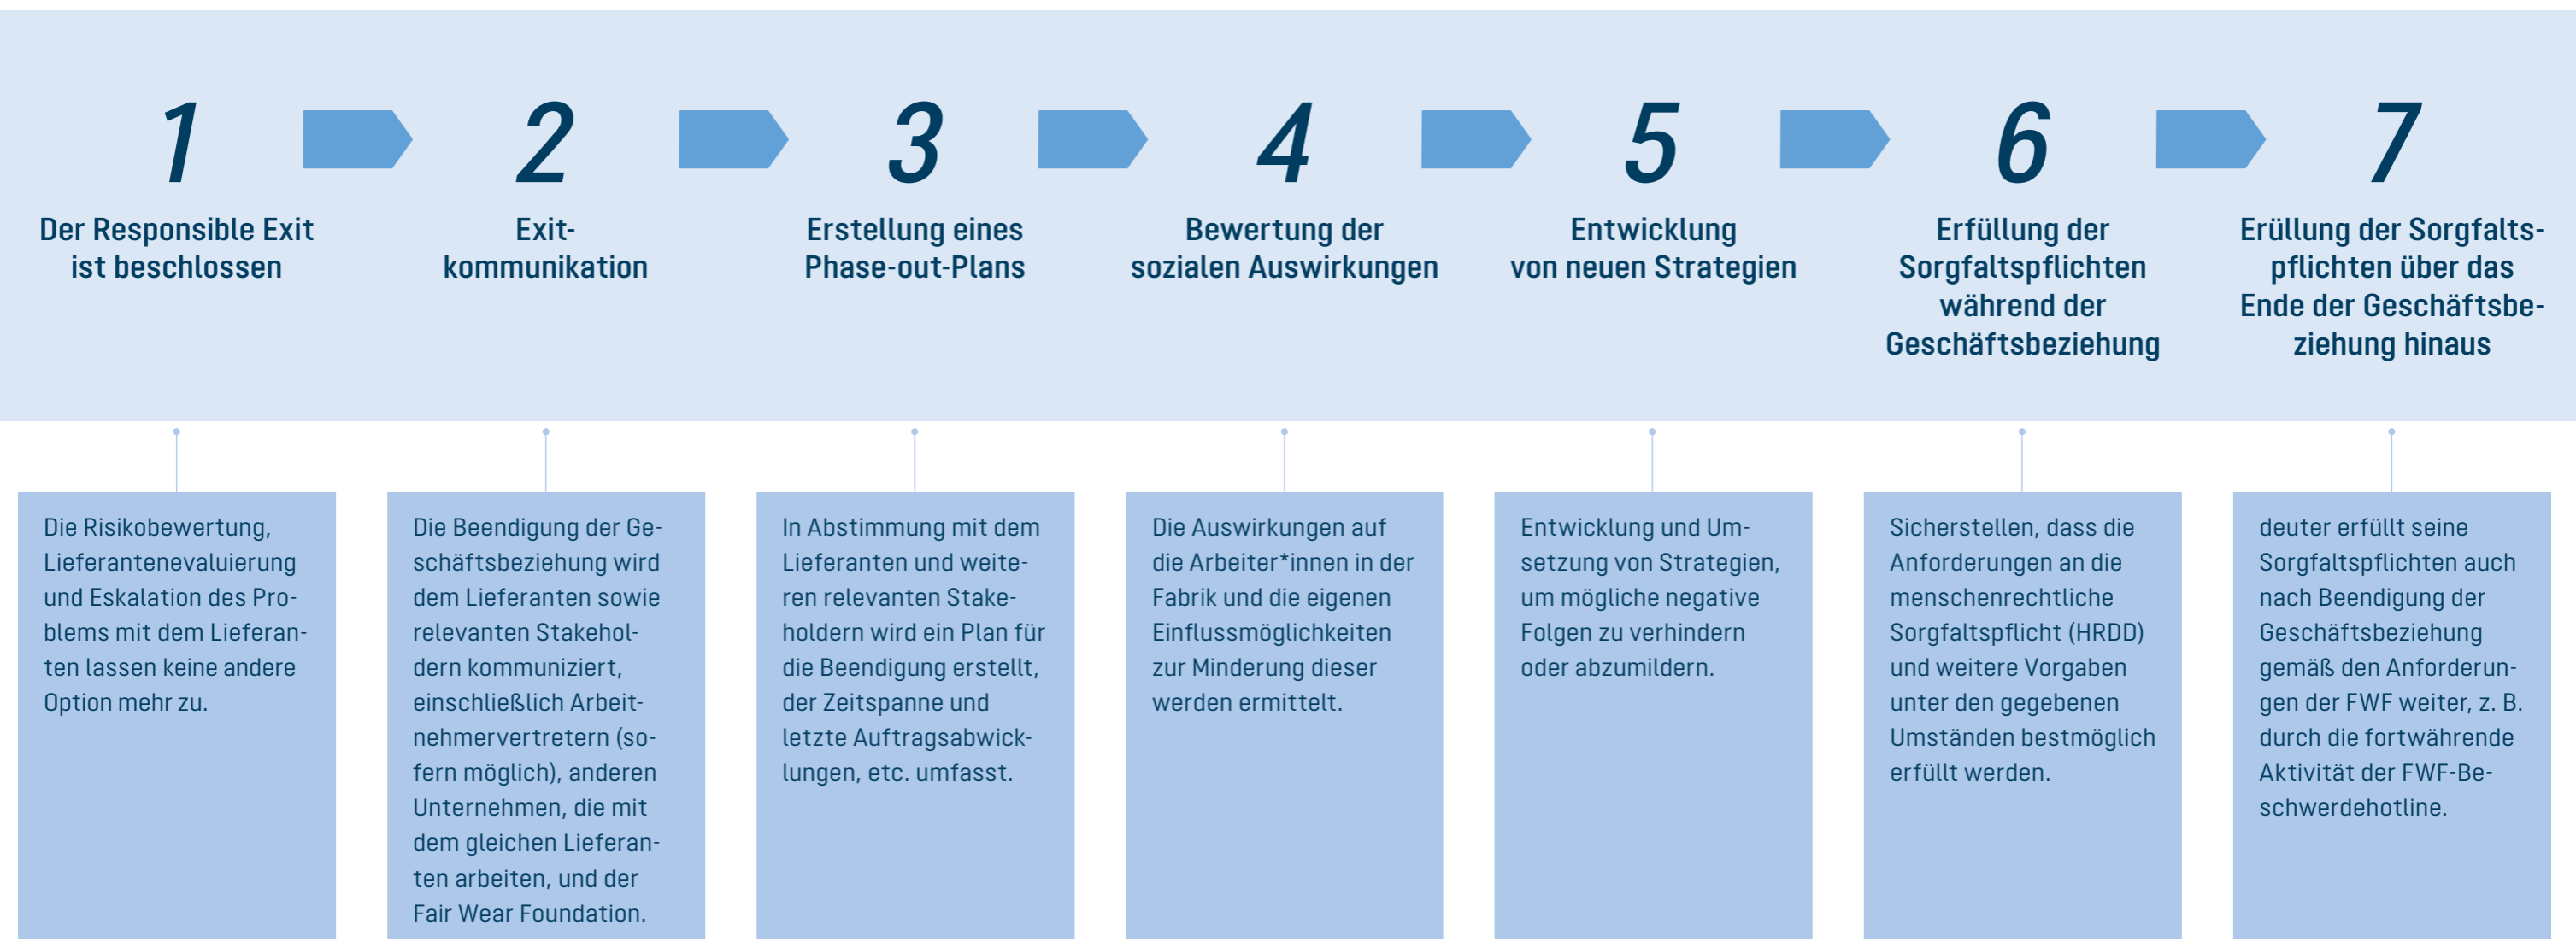 1
Der Responsible Exit
ist beschlossen
Die Risikobewertung,
Lieferantenevaluierung
und Eskalation des Pro-
blems mit dem Lieferan-
ten lassen keine andere
Option mehr zu.
2
Exit-
kommunikation
Die Beendigung der Ge-
schäftsbeziehung wird
dem Lieferanten sowie
relevanten Stakehol-
dern kommuniziert,
einschließlich Arbeit-
nehmervertretern (so-
fern möglich), anderen
Unternehmen, die mit
dem gleichen Lieferan-
ten arbeiten, und der
Fair Wear Foundation.
3
Erstellung eines
Phase-out-Plans
In Abstimmung mit dem
Lieferanten und weite-
ren relevanten Stake-
holdern wird ein Plan für
die Beendigung erstellt,
der Zeitspanne und
letzte Auftragsabwick-
lungen, etc. umfasst.
4
Bewertung der
sozialen Auswirkungen
Die Auswirkungen auf
die Arbeiter*innen in der
Fabrik und die eigenen
Einflussmöglichkeiten
zur Minderung dieser
werden ermittelt.
5
Entwicklung
von neuen Strategien
Entwicklung und Um-
setzung von Strategien,
um mögliche negative
Folgen zu verhindern
oder abzumildern.
6
Erfüllung der
Sorgfaltspflichten
während der
Geschäftsbeziehung
Sicherstellen, dass die
Anforderungen an die
menschenrechtliche
Sorgfaltspflicht (HRDD)
und weitere Vorgaben
unter den gegebenen
Umständen bestmöglich
erfüllt werden.
7
Erüllung der Sorgfalts-
pflichten über das
Ende der Geschäftsbe-
ziehung hinaus
deuter erfüllt seine
Sorgfaltspflichten auch
nach Beendigung der
Geschäftsbeziehung
gemäß den Anforderun-
gen der FWF weiter, z. B.
durch die fortwährende
Aktivität der FWF-Be-
schwerdehotline.